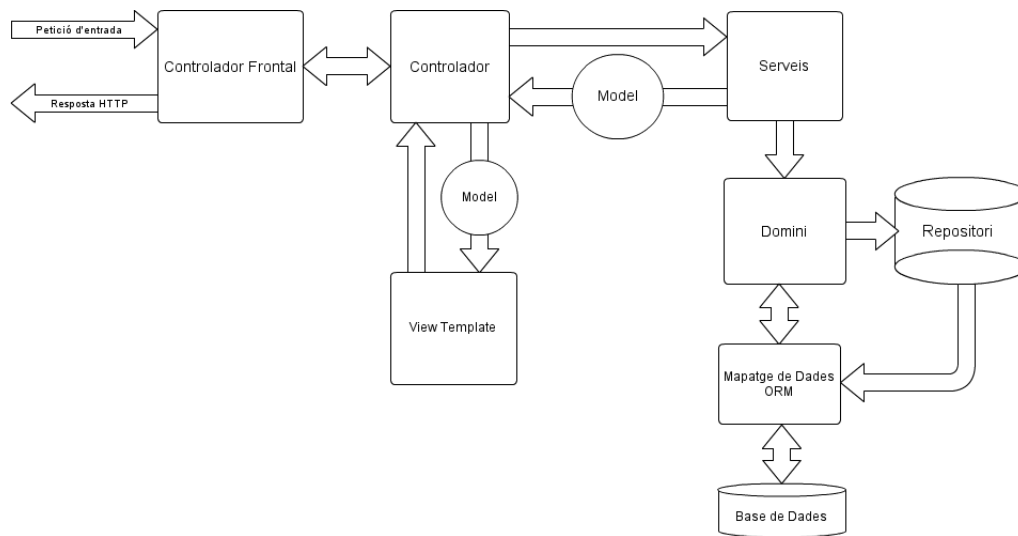 Petició d'entrada
Controlador Frontal
Controlador
Serveis
Model
Resposta HTTP
Model
Domini
Repositori
View Template
Mapatge de Dades
ORM
Base de Dades